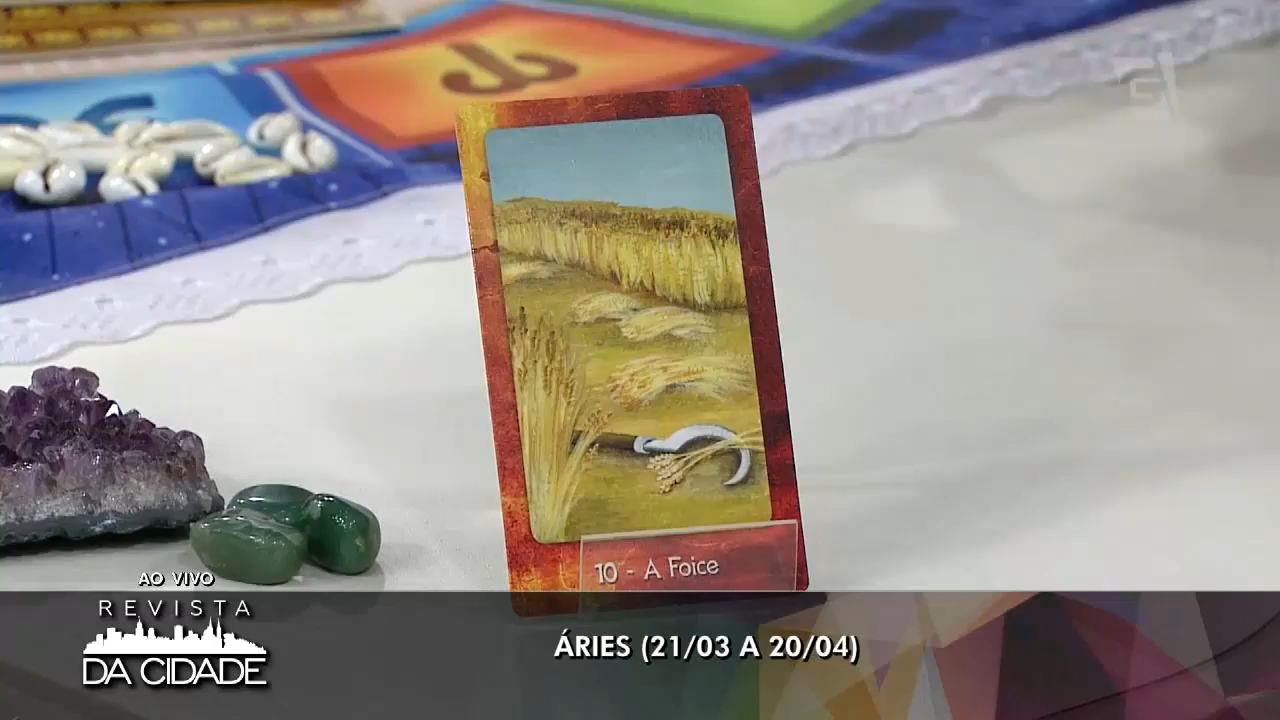 10 - A Foice
AO VIVO
REVISTA
DA CIDADE
ÁRIES (21/03 A 20/04)